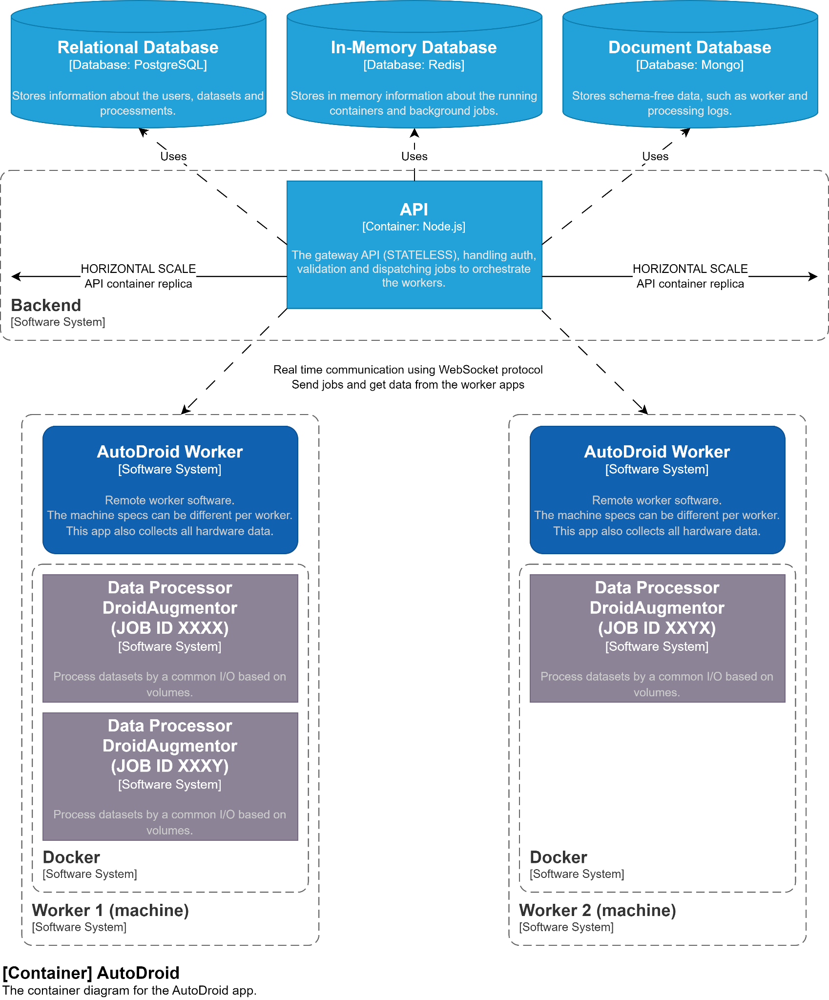 Relational Database
[Database: PostgreSQL]
Stores information about the users, datasets and
processments.
In-Memory Database
[Database: Redis]
Stores in memory information about the running
containers and background jobs.
Document Database
[Database: Mongo]
Stores schema-free data, such as worker and
processing logs.
Uses
Uses
Uses
API
[Container: Node.js]
The gateway API (STATELESS), handling auth,
validation and dispatching jobs to orchestrate
the workers.
HORIZONTAL SCALE
API container replica
HORIZONTAL SCALE
API container replica
Backend
[Software System]
Real time communication using WebSocket protocol
Send jobs and get data from the worker apps
AutoDroid Worker
[Software System]
Remote worker software.
The machine specs can be different per worker.
This app also collects all hardware data.
Data Processor
DroidAugmentor
(JOB ID XXXX)
[Software System]
Process datasets by a common I/O based on
volumes.
Data Processor
DroidAugmentor
(JOB ID XXXY)
[Software System]
Process datasets by a common I/O based on
volumes.
Docker
[Software System]
Worker 1 (machine)
[Software System]
AutoDroid Worker
[Software System]
Remote worker software.
The machine specs can be different per worker.
This app also collects all hardware data.
Data Processor
DroidAugmentor
(JOB ID XXYX)
[Software System]
Process datasets by a common I/O based on
volumes.
Docker
[Software System]
Worker 2 (machine)
[Software System]
[Container] AutoDroid
The container diagram for the AutoDroid app.